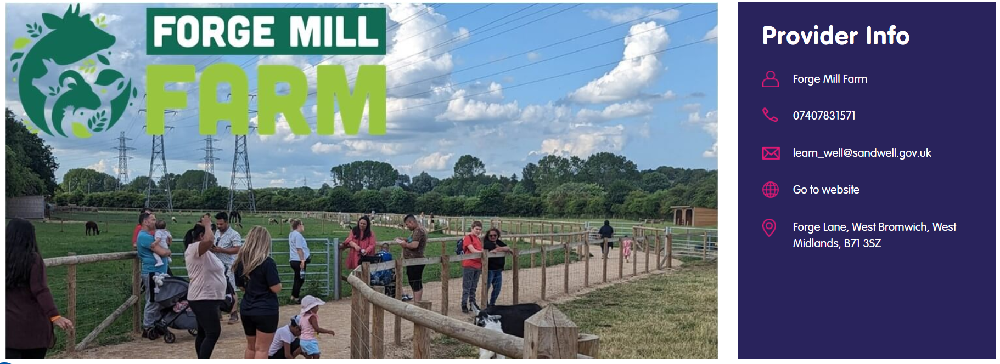 FORGE MILL
FARM
Provider Info
Forge Mill Farm
07407831571
learn_well@sandwell.gov.uk
Go to website
Forge Lane, West Bromwich, West
Midlands, B71 3SZ